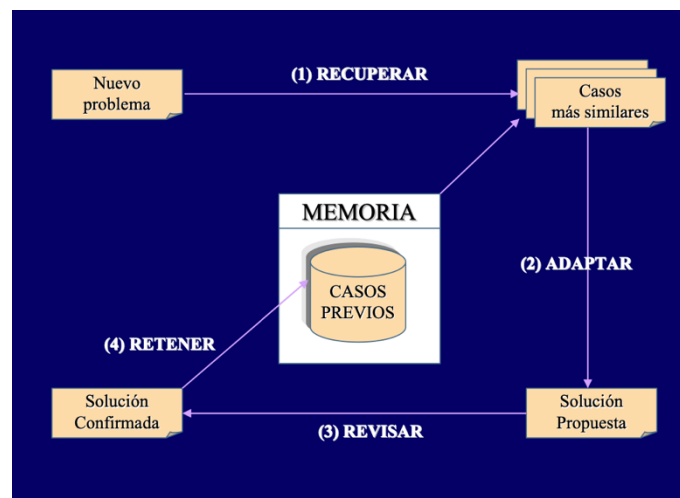 (1) RECUPERAR
Nuevo
problema
Casos
más similares
MEMORIA
CASOS
PREVIOS
(2) ADAPTAR
(4) RETENER
Solución
Confirmada
(3) REVISAR
Solución
Propuesta